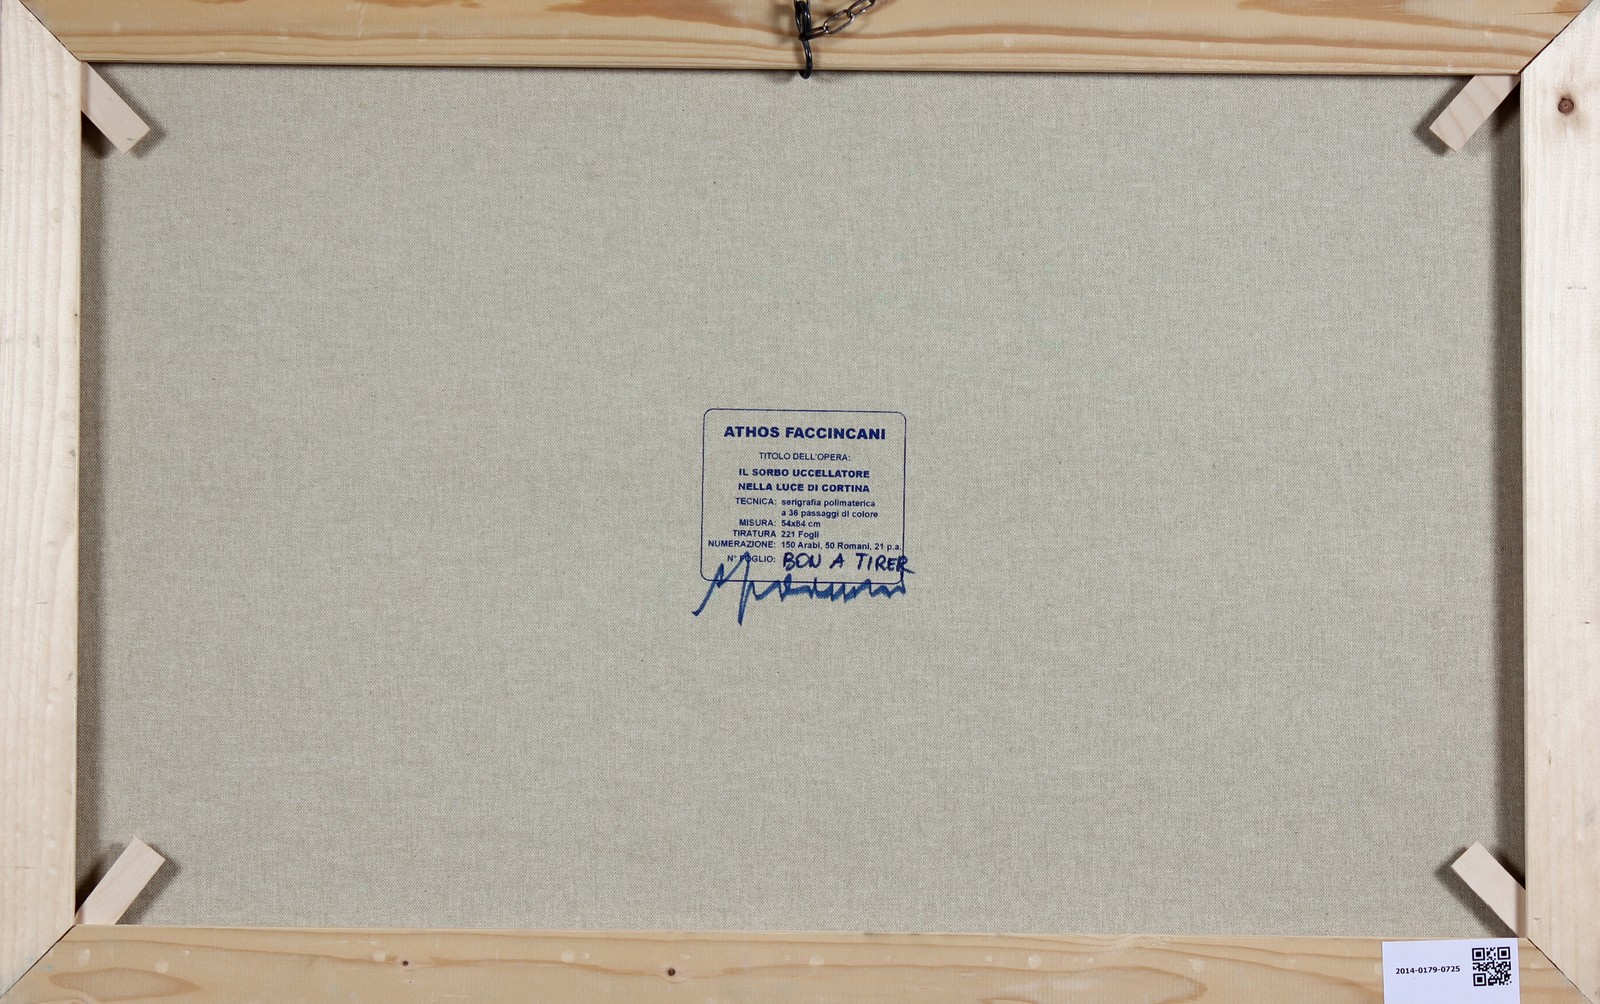 ATHOS FACCINCANI
TITOLO DELL'OPERA:
IL SORBO UCCELLATORE
NELLA LUCE DI CORTINA
TECNICA: serigrafia polimaterica
a 36 passaggi di colore
MISURA: 54x84 cm
TIRATURA 221 Fogli
NUMERAZIONE: 150 Arabi, 50 Romani, 21 p.a.
N° FOGLIO: BON A TIRER
2014-0179-0725